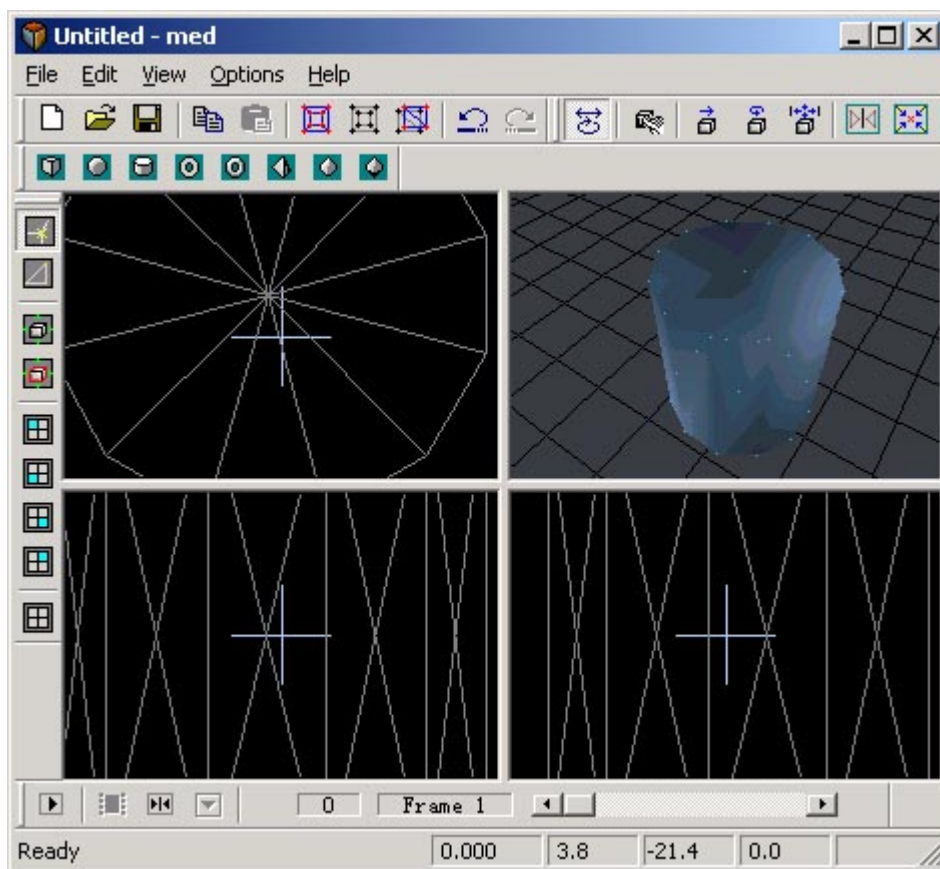 Untitled - med
File Edit View Options Help
0 Frame 1
Ready 0.000 3.8 -21.4 0.0